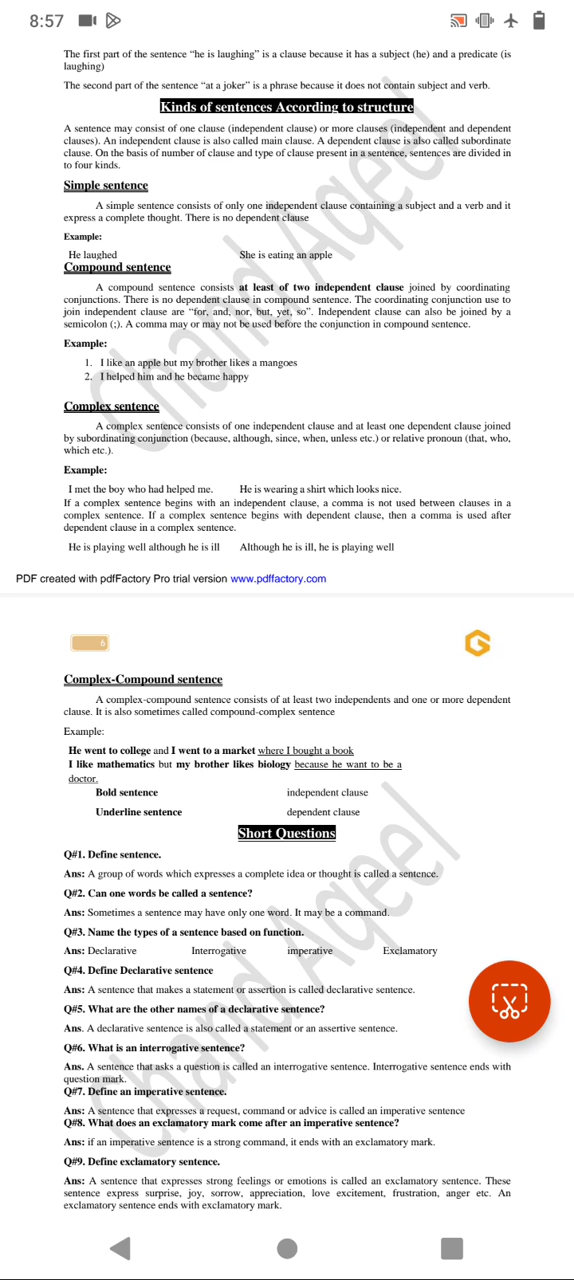 8:57
The first part of the sentence “he is laughing” is a clause because it has a subject (he) and a predicate (is
laughing)
The second part of the sentence “at a joker” is a phrase because it does not contain subject and verb.
Kinds of sentences According to structure
A sentence may consist of one clause (independent clause) or more clauses (independent and dependent
clauses). An independent clause is also called main clause. A dependent clause is also called subordinate
clause. On the basis of number of clause and type of clause present in a sentence, sentences are divided in
to four kinds.
Simple sentence
A simple sentence consists of only one independent clause containing a subject and a verb and it
express a complete thought. There is no dependent clause
Example:
He laughed She is eating an apple
Compound sentence
A compound sentence consists at least of two independent clause joined by coordinating
conjunctions. There is no dependent clause in compound sentence. The coordinating conjunction use to
join independent clause are “for, and, nor, but, yet, so”. Independent clause can also be joined by a
semicolon (;). A comma may or may not be used before the conjunction in compound sentence.
Example:
1. I like an apple but my brother likes a mangoes
2. I helped him and he became happy
Complex sentence
A complex sentence consists of one independent clause and at least one dependent clause joined
by subordinating conjunction (because, although, since, when, unless etc.) or relative pronoun (that, who,
which etc.).
Example:
I met the boy who had helped me. He is wearing a shirt which looks nice.
If a complex sentence begins with an independent clause, a comma is not used between clauses in a
complex sentence. If a complex sentence begins with dependent clause, then a comma is used after
dependent clause in a complex sentence.
He is playing well although he is ill Although he is ill, he is playing well
Chand Aqeel
PDF created with pdfFactory Pro trial version www.pdffactory.com
6
Complex-Compound sentence
A complex-compound sentence consists of at least two independents and one or more dependent
clause. It is also sometimes called compound-complex sentence
Example:
He went to college and I went to a market where I bought a book
I like mathematics but my brother likes biology because he want to be a
doctor.
Bold sentence independent clause
Underline sentence dependent clause
Short Questions
Q#1. Define sentence.
Ans: A group of words which expresses a complete idea or thought is called a sentence.
Q#2. Can one words be called a sentence?
Ans: Sometimes a sentence may have only one word. It may be a command.
Q#3. Name the types of a sentence based on function.
Ans: Declarative Interrogative imperative Exclamatory
Q#4. Define Declarative sentence
Ans: A sentence that makes a statement or assertion is called declarative sentence.
Q#5. What are the other names of a declarative sentence?
Ans. A declarative sentence is also called a statement or an assertive sentence.
Q#6. What is an interrogative sentence?
Ans. A sentence that asks a question is called an interrogative sentence. Interrogative sentence ends with
question mark.
Q#7. Define an imperative sentence.
Ans: A sentence that expresses a request, command or advice is called an imperative sentence
Q#8. What does an exclamatory mark come after an imperative sentence?
Ans: if an imperative sentence is a strong command, it ends with an exclamatory mark.
Q#9. Define exclamatory sentence.
Ans: A sentence that expresses strong feelings or emotions is called an exclamatory sentence. These
sentence express surprise, joy, sorrow, appreciation, love excitement, frustration, anger etc. An
exclamatory sentence ends with exclamatory mark.
Chand Aqeel